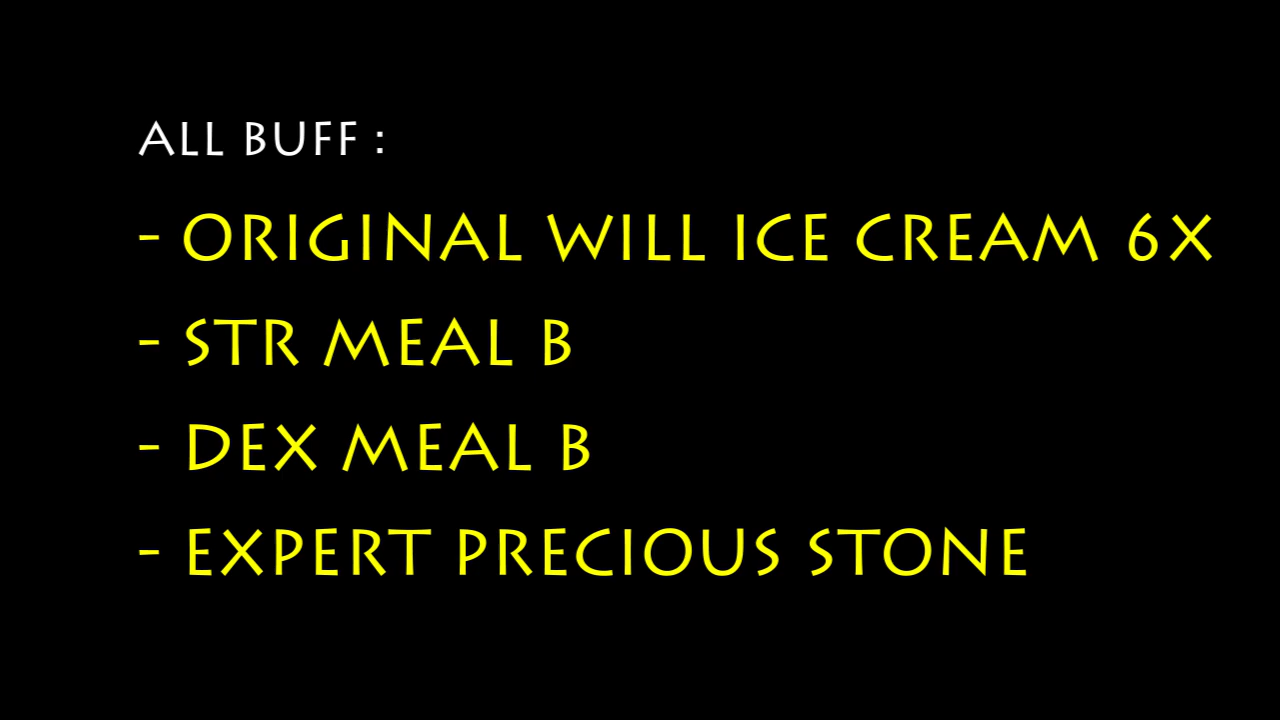 ALL BUFF :
- ORIGINAL WILL ICE CREAM 6X
- STR MEAL B
- DEX MEAL B
- EXPERT PRECIOUS STONE